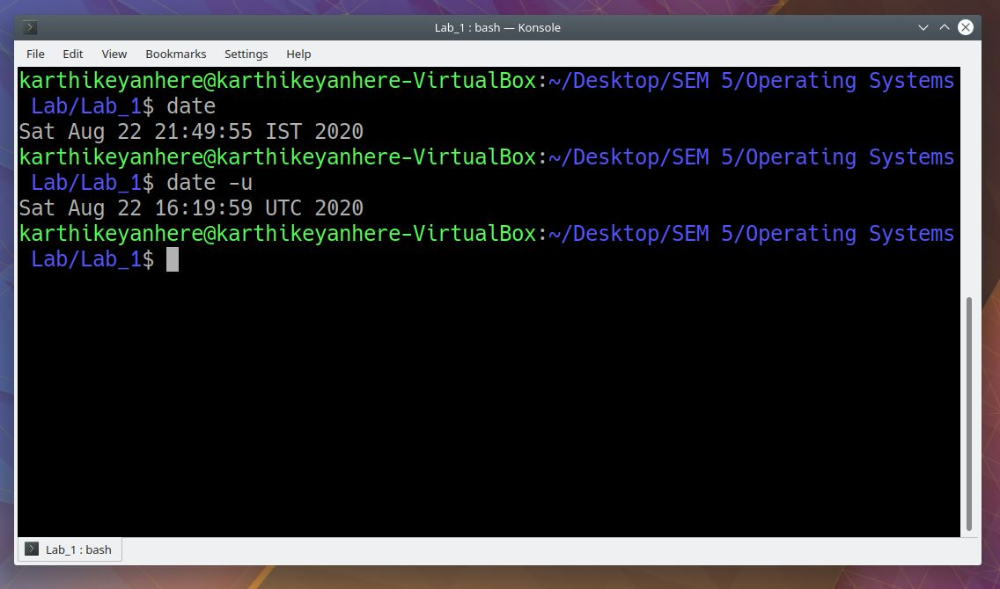 Lab_1 : bash — Konsole
File Edit View Bookmarks Settings Help
karthikeyanhere@karthikeyanhere-VirtualBox:~/Desktop/SEM 5/Operating Systems
 Lab/Lab_1$ date
Sat Aug 22 21:49:55 IST 2020
karthikeyanhere@karthikeyanhere-VirtualBox:~/Desktop/SEM 5/Operating Systems
 Lab/Lab_1$ date -u
Sat Aug 22 16:19:59 UTC 2020
karthikeyanhere@karthikeyanhere-VirtualBox:~/Desktop/SEM 5/Operating Systems
 Lab/Lab_1$
Lab_1 : bash